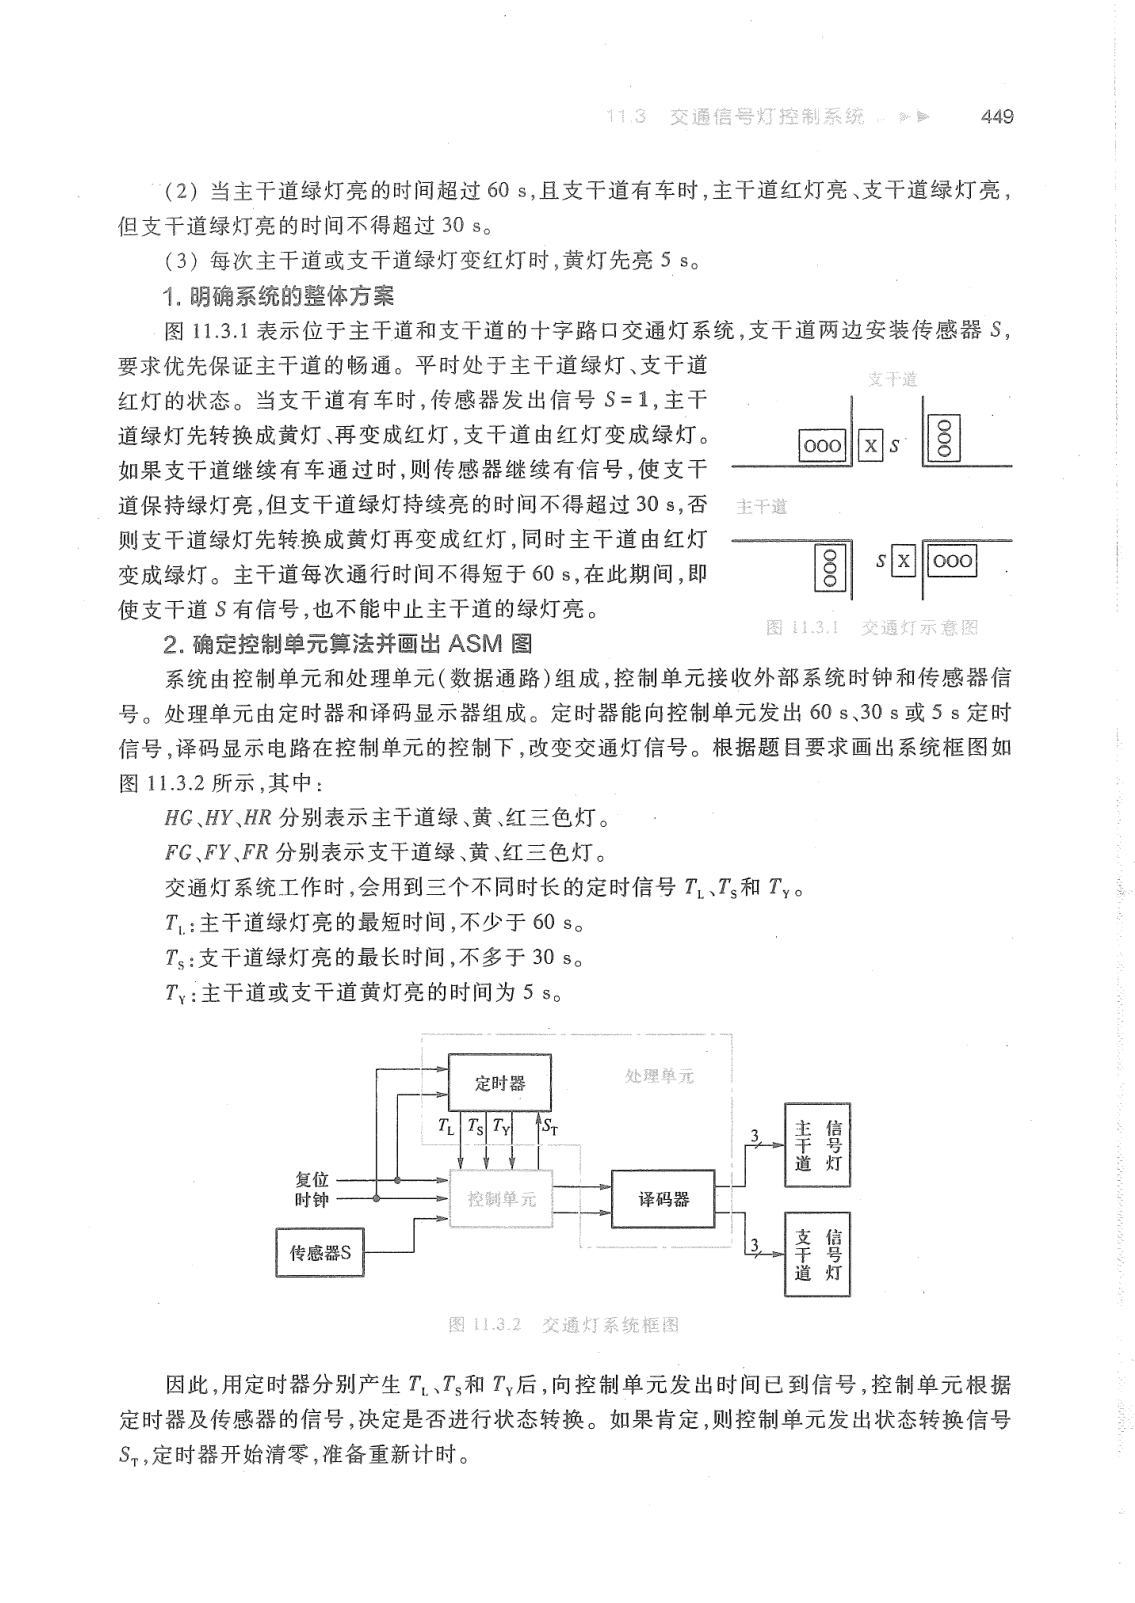 11.3 交通信号灯控制系统 449
(2) 当主干道绿灯亮的时间超过 60 s,且支干道有车时,主干道红灯亮、支干道绿灯亮,
但支干道绿灯亮的时间不得超过 30 s。
(3) 每次主干道或支干道绿灯变红灯时,黄灯先亮 5 s。
1. 明确系统的整体方案
图 11.3.1 表示位于主干道和支干道的十字路口交通灯系统,支干道两边安装传感器 S,
要求优先保证主干道的畅通。平时处于主干道绿灯、支干道
红灯的状态。当支干道有车时,传感器发出信号 S=1,主干
道绿灯先转换成黄灯、再变成红灯,支干道由红灯变成绿灯。
如果支干道继续有车通过时,则传感器继续有信号,使支干
道保持绿灯亮,但支干道绿灯持续亮的时间不得超过 30 s,否
则支干道绿灯先转换成黄灯再变成红灯,同时主干道由红灯
变成绿灯。主干道每次通行时间不得短于 60 s,在此期间,即
使支干道 S 有信号,也不能中止主干道的绿灯亮。
支干道
OOO X S OOO
主干道
OOO S X OOO
图 11.3.1 交通灯示意图
2. 确定控制单元算法并画出 ASM 图
系统由控制单元和处理单元(数据通路)组成,控制单元接收外部系统时钟和传感器信
号。处理单元由定时器和译码显示器组成。定时器能向控制单元发出 60 s、30 s 或 5 s 定时
信号,译码显示电路在控制单元的控制下,改变交通灯信号。根据题目要求画出系统框图如
图 11.3.2 所示,其中:
HG、HY、HR 分别表示主干道绿、黄、红三色灯。
FG、FY、FR 分别表示支干道绿、黄、红三色灯。
交通灯系统工作时,会用到三个不同时长的定时信号 TL、TS和 TY。
TL:主干道绿灯亮的最短时间,不少于 60 s。
TS:支干道绿灯亮的最长时间,不多于 30 s。
TY:主干道或支干道黄灯亮的时间为 5 s。
定时器
处理单元
TL TS TY ST
复位
时钟
控制单元
译码器
传感器S
3
主干道
信号灯
3
支干道
信号灯
图 11.3.2 交通灯系统框图
因此,用定时器分别产生 TL、TS和 TY后,向控制单元发出时间已到信号,控制单元根据
定时器及传感器的信号,决定是否进行状态转换。如果肯定,则控制单元发出状态转换信号
ST,定时器开始清零,准备重新计时。